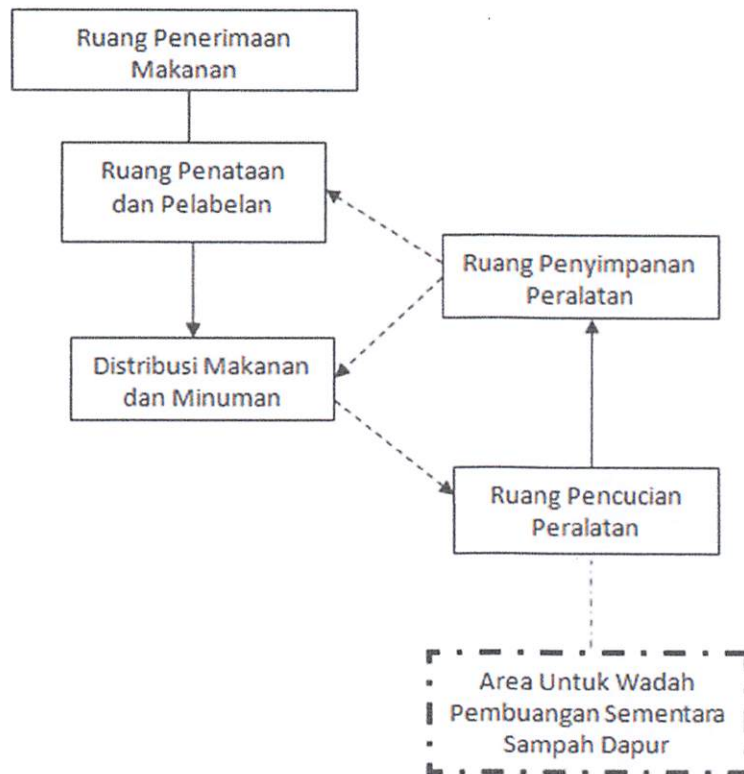 Ruang Penerimaan
Makanan
Ruang Penataan
dan Pelabelan
Ruang Penyimpanan
Peralatan
Distribusi Makanan
dan Minuman
Ruang Pencucian
Peralatan
Area Untuk Wadah
Pembuangan Sementara
Sampah Dapur